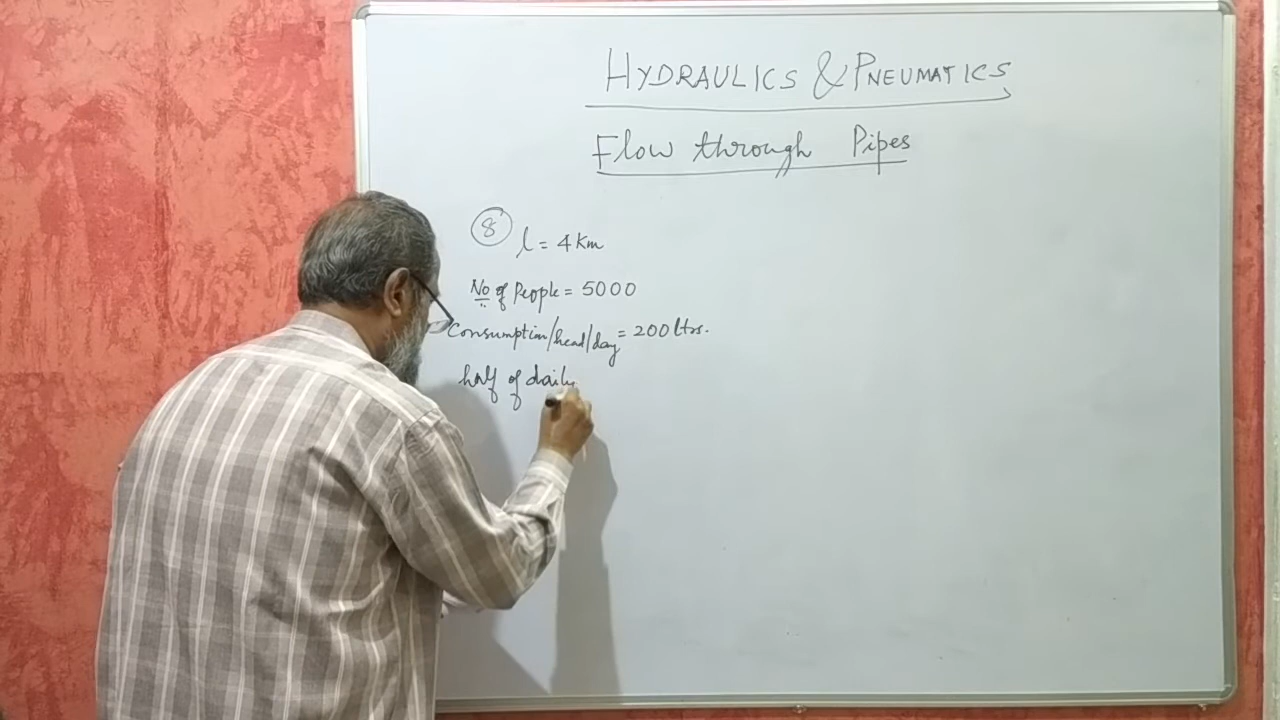 HYDRAULICS & PNEUMATICS
Flow through Pipes
8
l = 4 Km
No of People = 5000
Consumption/head/day = 200 ltrs.
half of daily